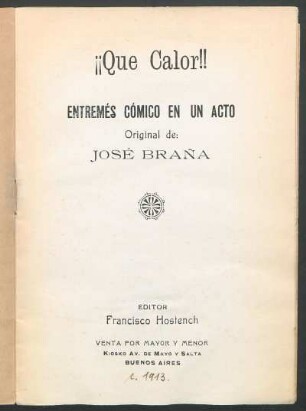 ¡¡Que Calor!!
ENTREMÉS CÓMICO EN UN ACTO
Original de:
JOSÉ BRAÑA
EDITOR
Francisco Hostench
VENTA POR MAYOR Y MENOR
KIOSKO AV. DE MAYO Y SALTA
BUENOS AIRES
c. 1913.